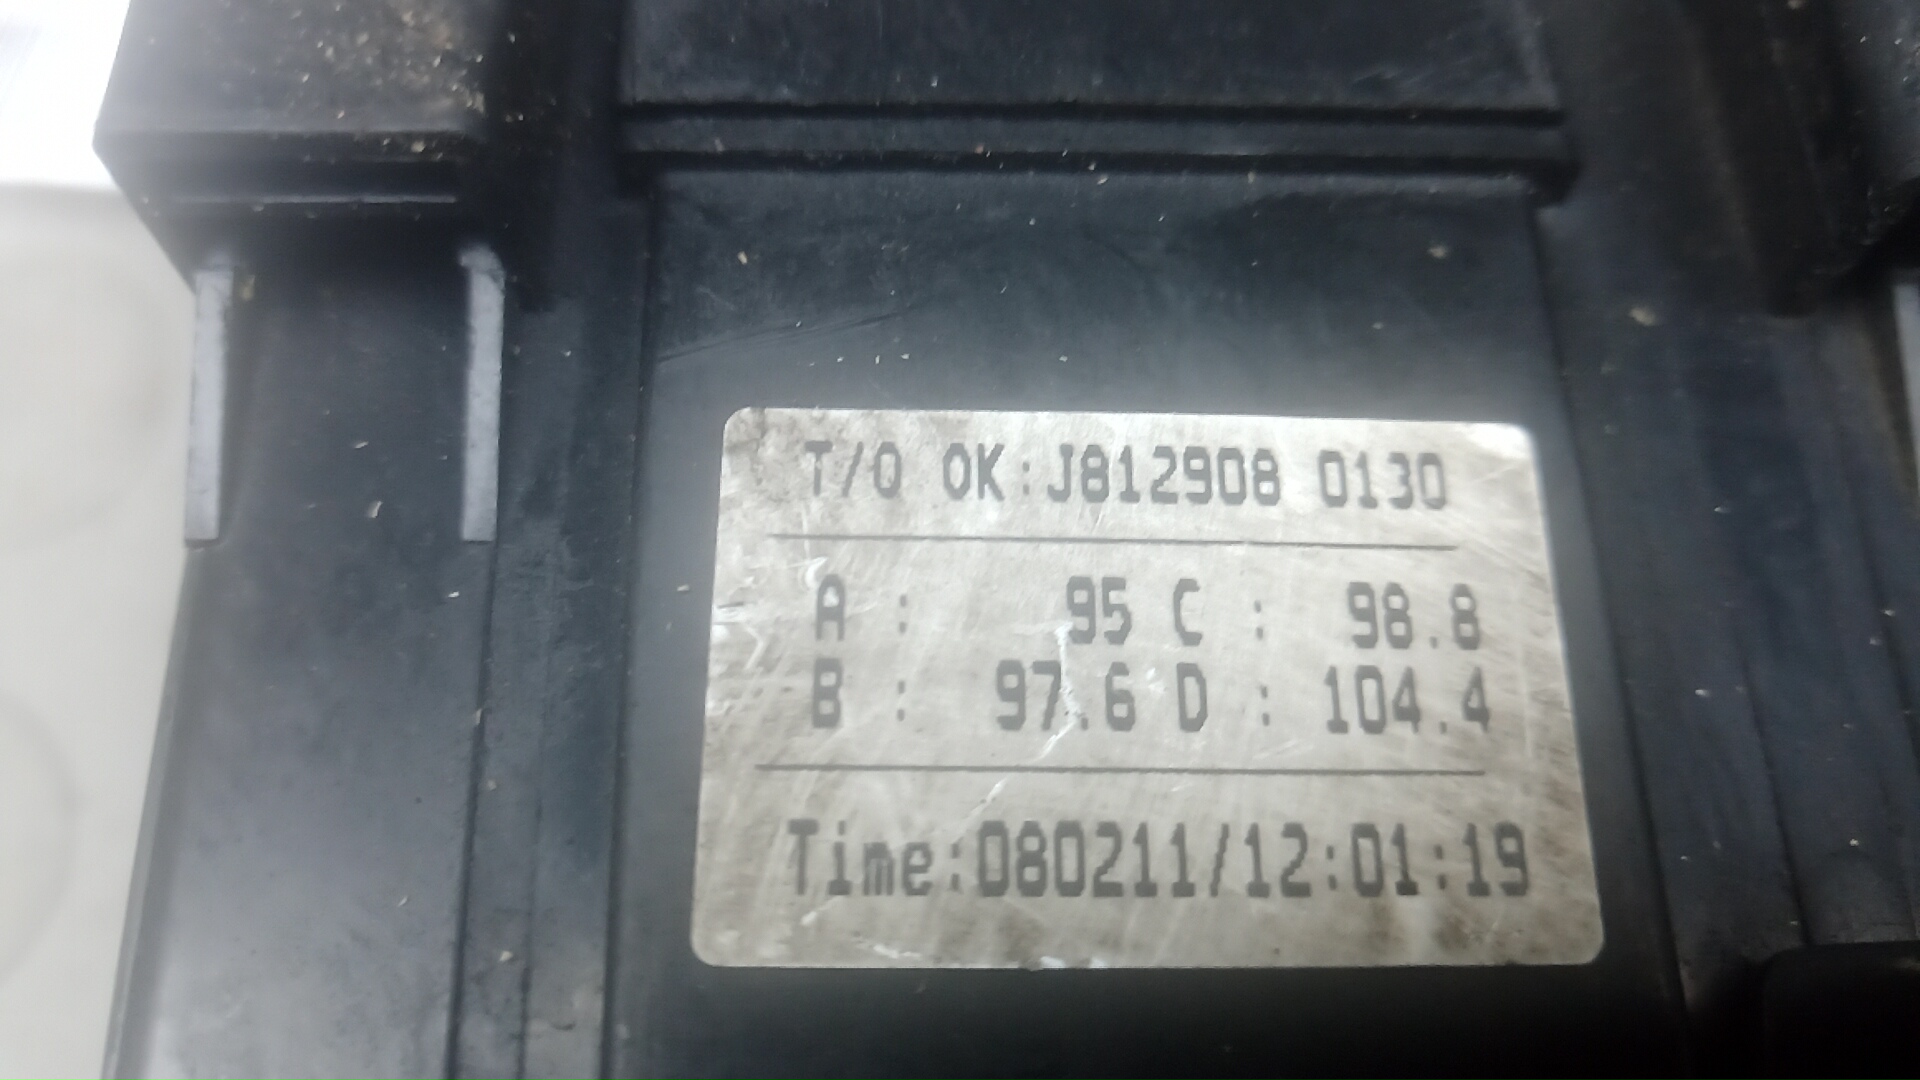 T/O OK:J812908 0130
A : 95 C : 98.8
B : 97.6 D : 104.4
Time:080211/12:01:19